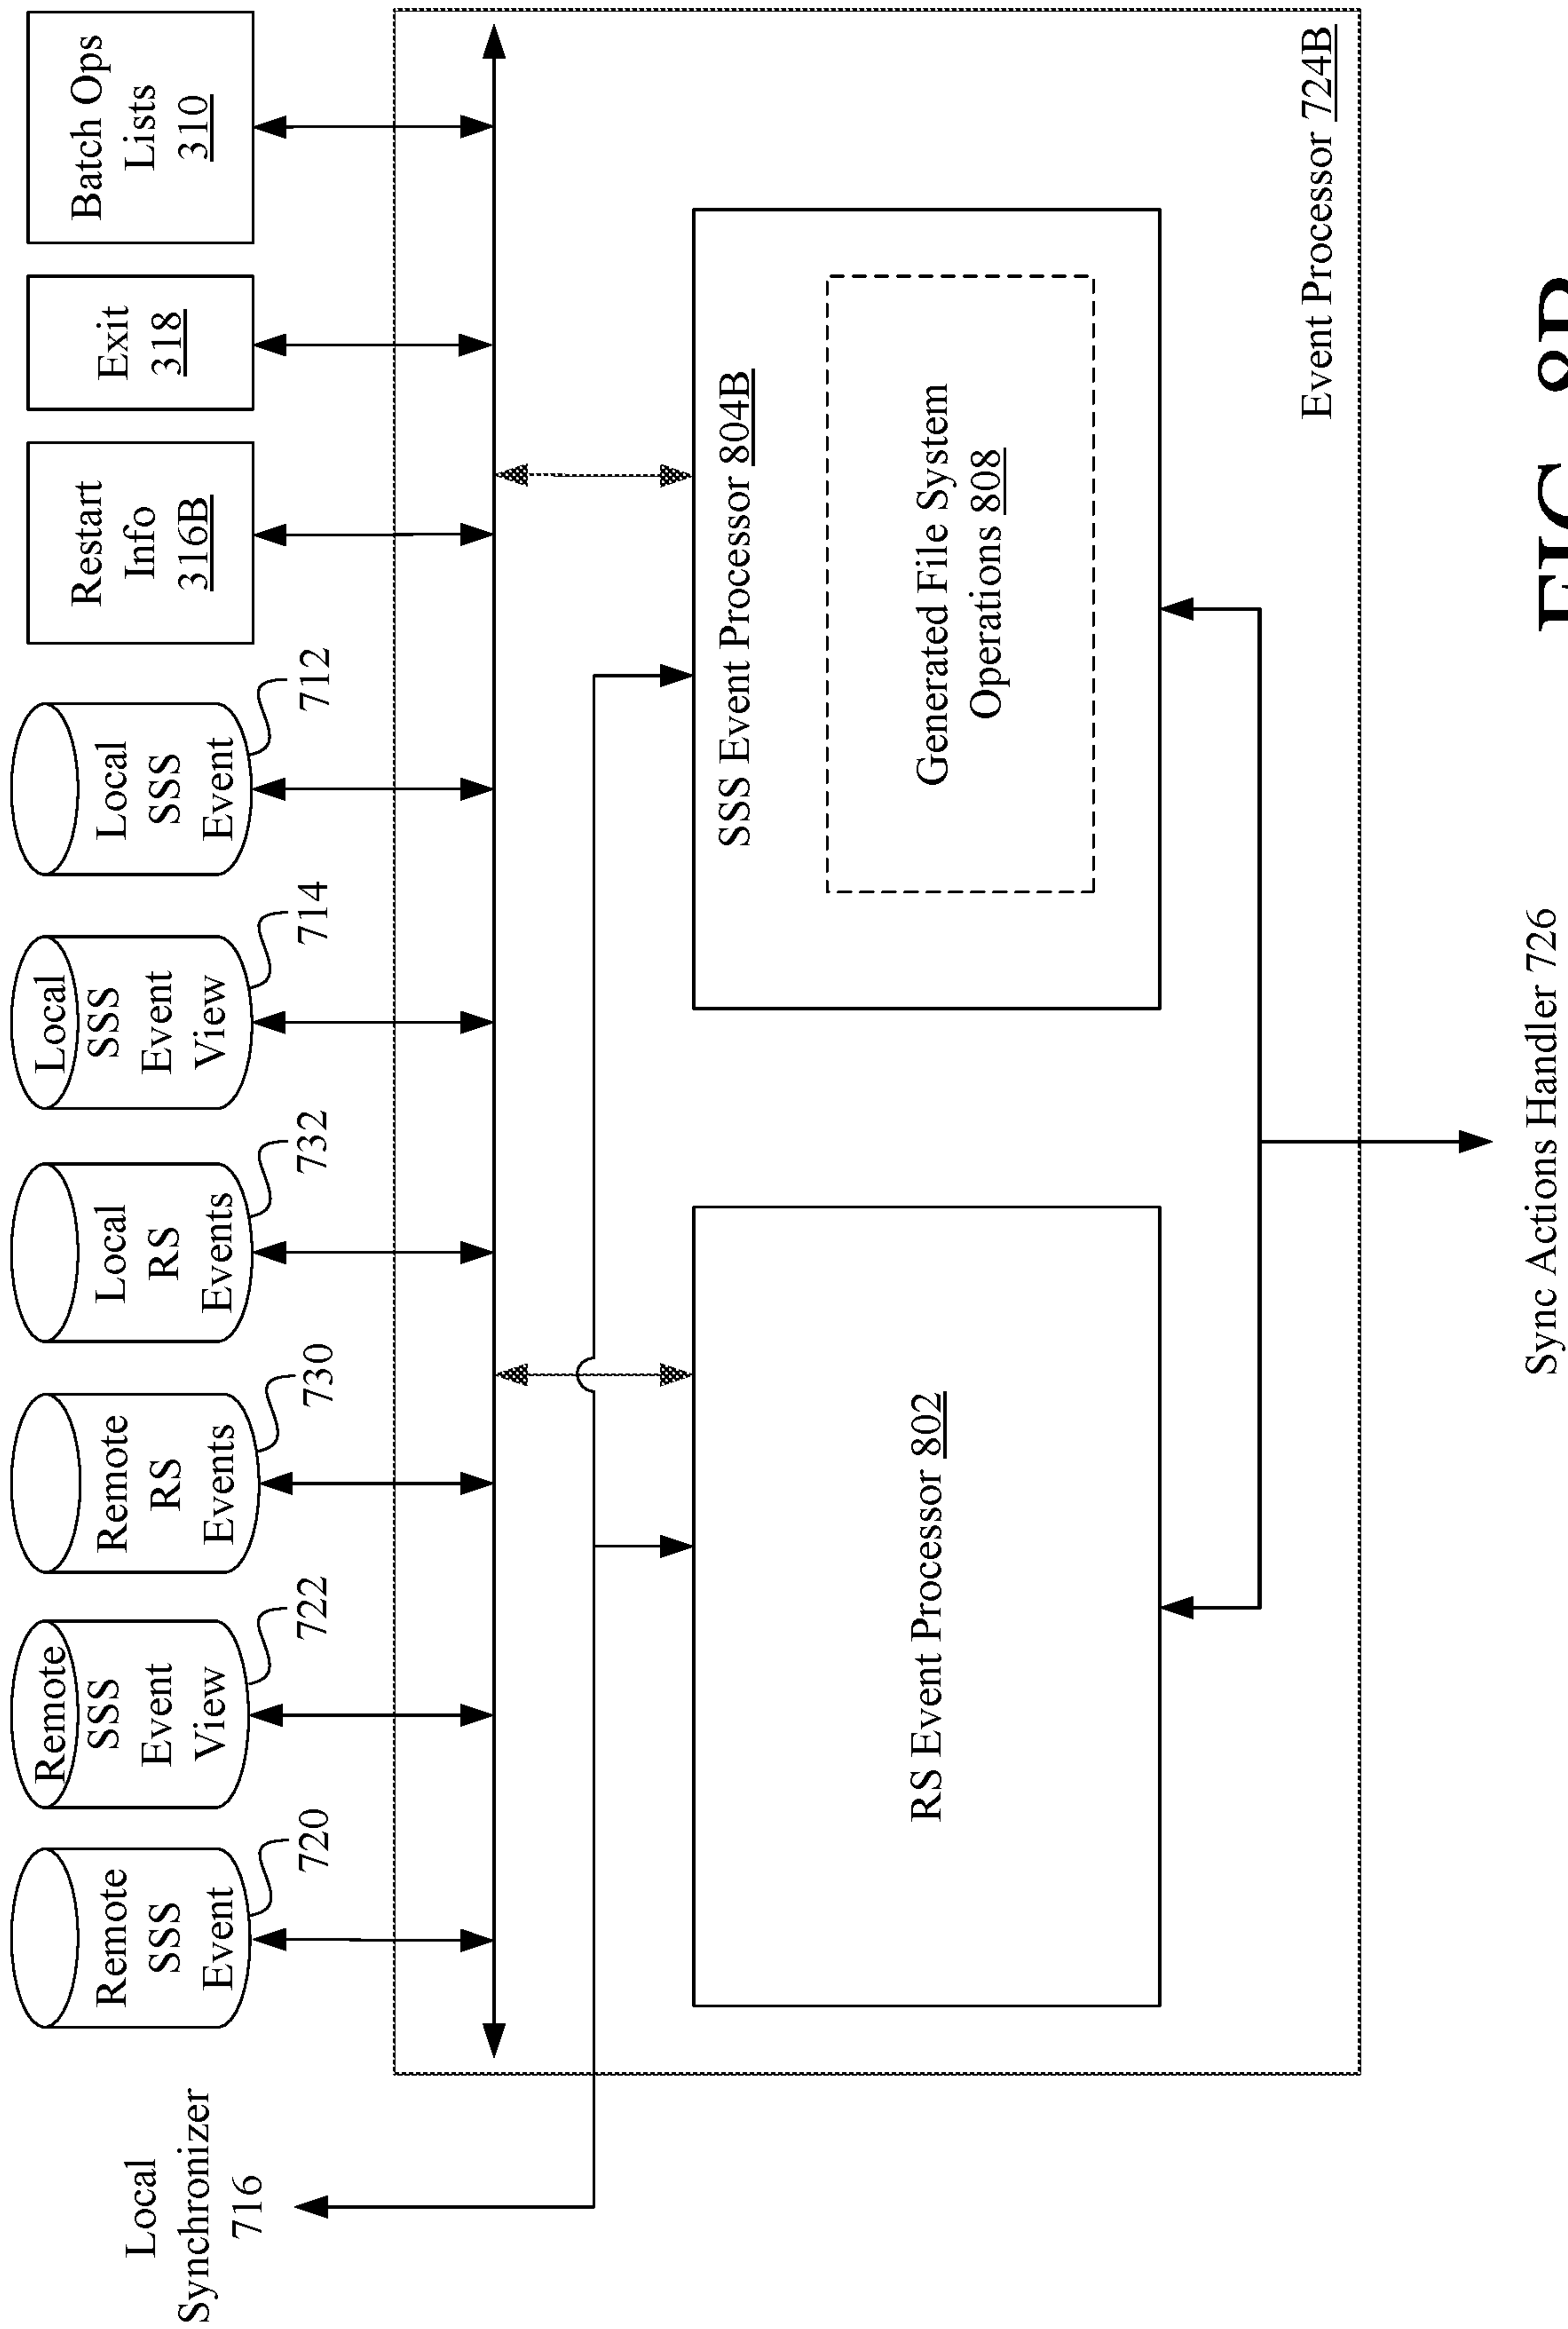 Local
Synchronizer
716
Remote
SSS
Event
720
Remote
SSS
Event
View
722
Remote
RS
Events
730
Local
RS
Events
732
Local
SSS
Event
View
714
Local
SSS
Event
712
Restart
Info
316B
Exit
318
Batch Ops
Lists
310
RS Event Processor 802
SSS Event Processor 804B
Generated File System
Operations 808
Event Processor 724B
Sync Actions Handler 726